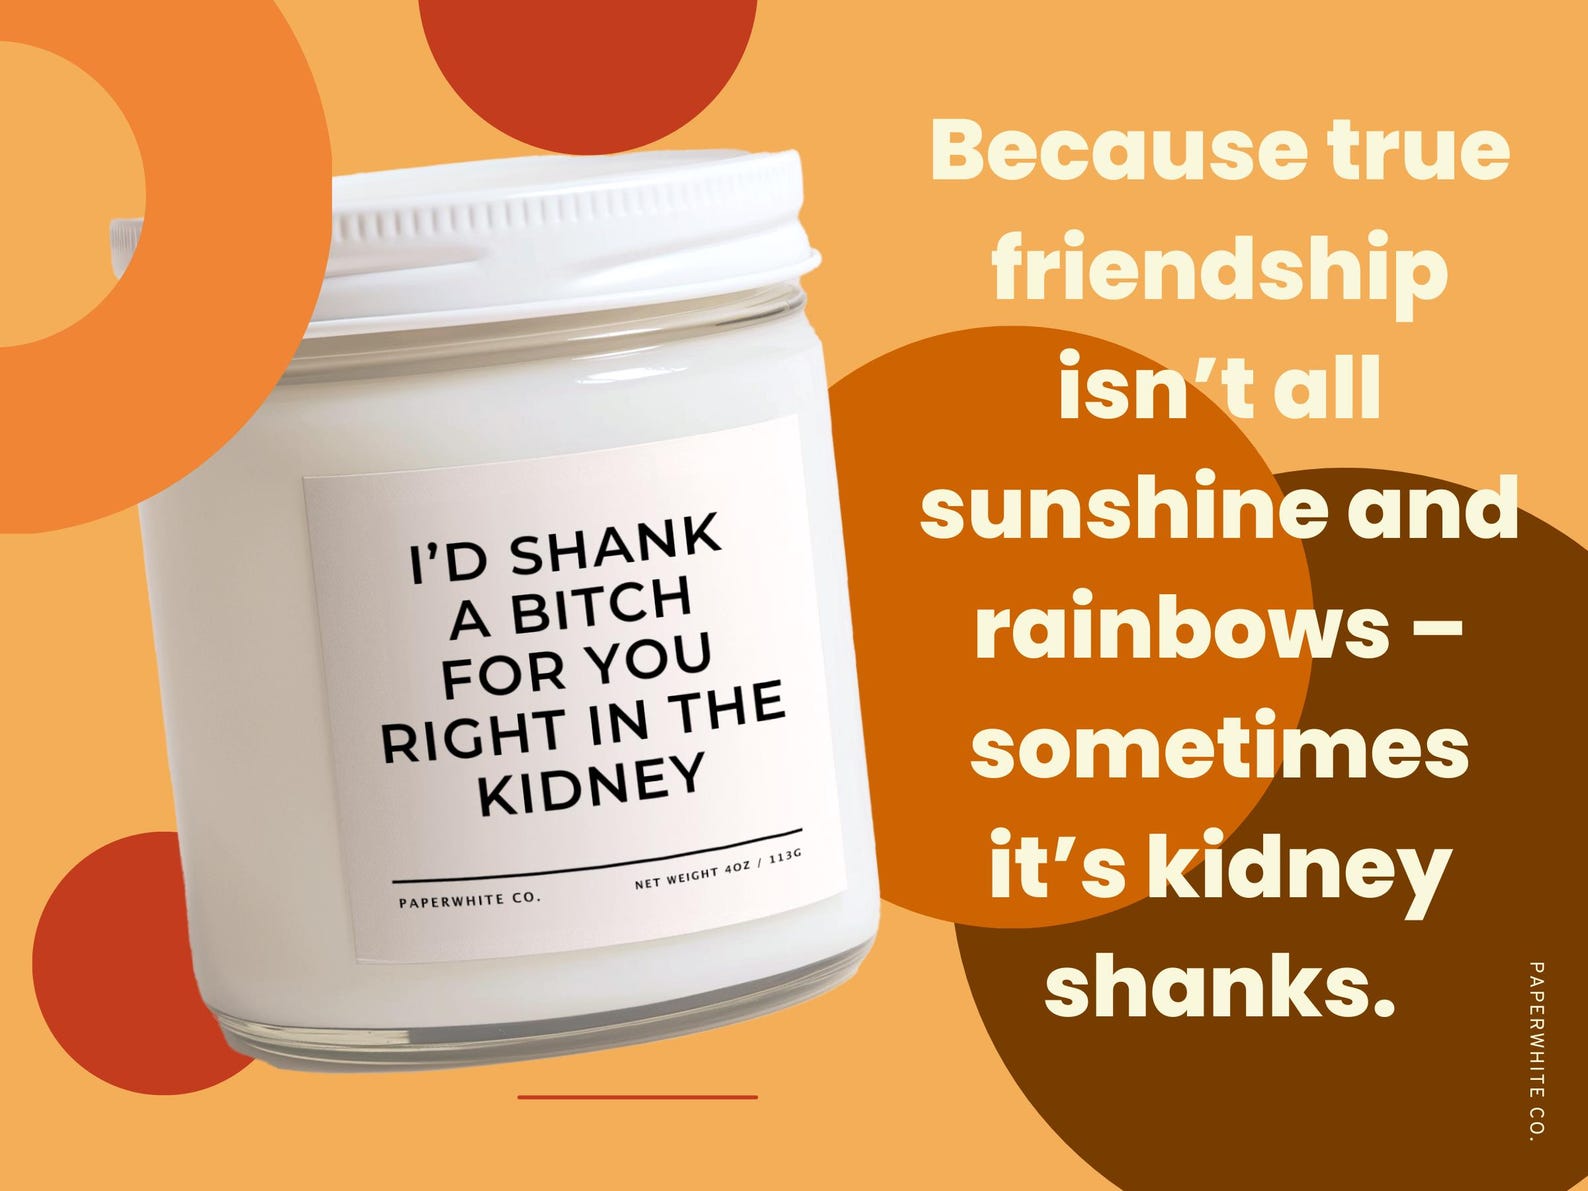 I’D SHANK
A BITCH
FOR YOU
RIGHT IN THE
KIDNEY
PAPERWHITE CO.
NET WEIGHT 4OZ / 113G
Because true
friendship
isn’t all
sunshine and
rainbows –
sometimes
it’s kidney
shanks.
PAPERWHITE CO.